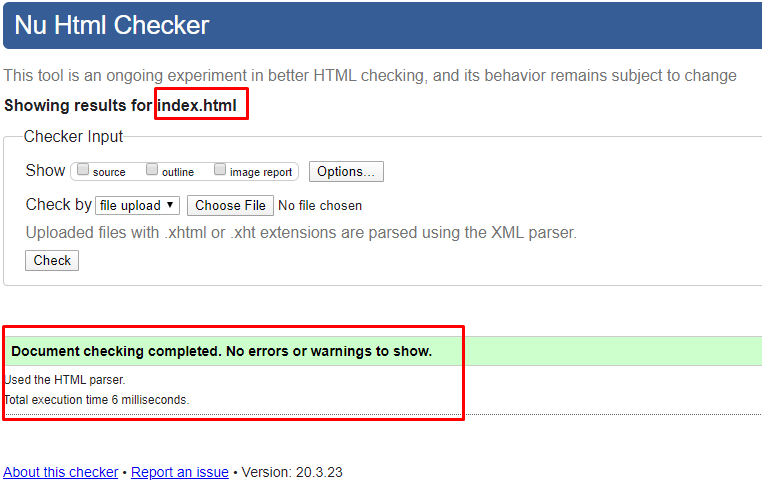 Nu Html Checker
This tool is an ongoing experiment in better HTML checking, and its behavior remains subject to change
Showing results for index.html
Checker Input
Show source outline image report Options...
Check by file upload Choose File No file chosen
Uploaded files with .xhtml or .xht extensions are parsed using the XML parser.
Check
Document checking completed. No errors or warnings to show.
Used the HTML parser.
Total execution time 6 milliseconds.
About this checker • Report an issue • Version: 20.3.23